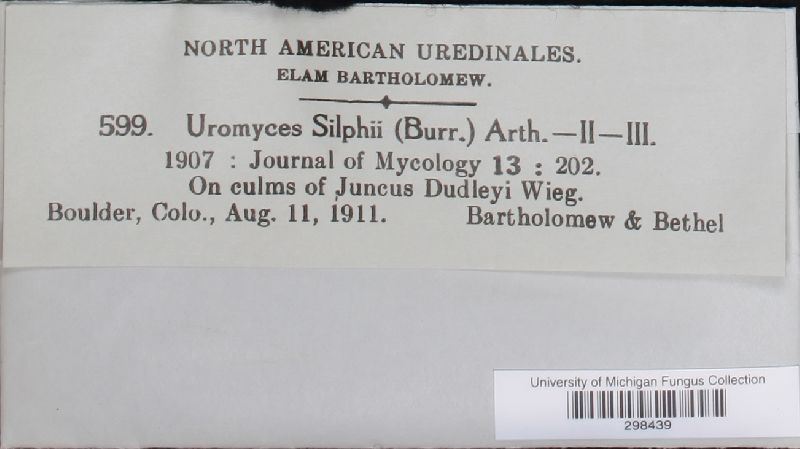 NORTH AMERICAN UREDINALES.
ELAM BARTHOLOMEW.
599. Uromyces Silphii (Burr.) Arth.—II—III.
1907 : Journal of Mycology 13 : 202.
On culms of Juncus Dudleyi Wieg.
Boulder, Colo., Aug. 11, 1911. Bartholomew & Bethel
University of Michigan Fungus Collection
298439